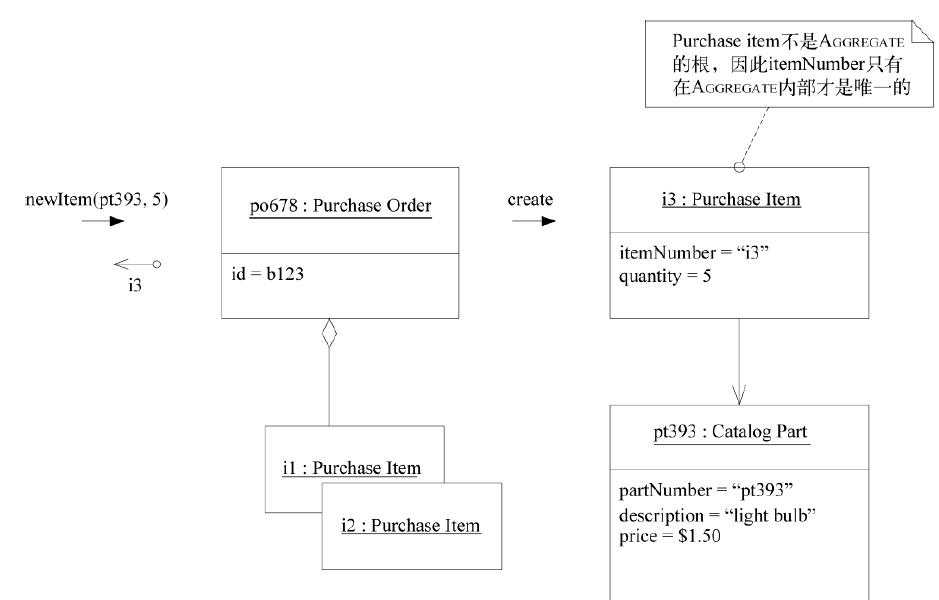 Purchase item不是AGGREGATE
的根，因此itemNumber只有
在AGGREGATE内部才是唯一的
newItem(pt393, 5)
i3
po678 : Purchase Order
id = b123
create
i3 : Purchase Item
itemNumber = “i3”
quantity = 5
i1 : Purchase Item
i2 : Purchase Item
pt393 : Catalog Part
partNumber = “pt393”
description = “light bulb”
price = $1.50